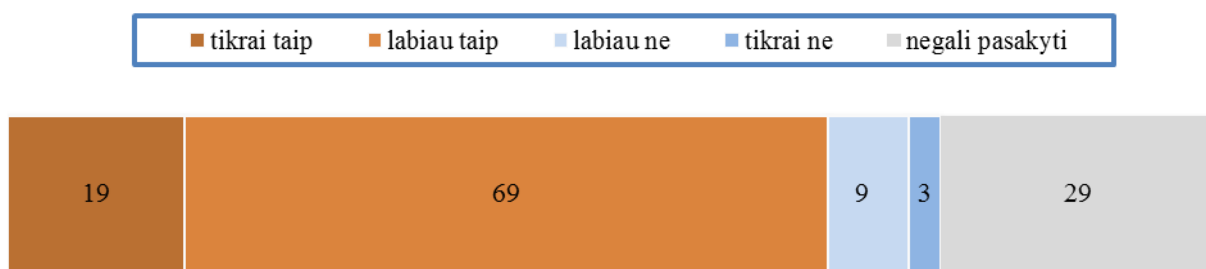 tikrai taip labiau taip labiau ne tikrai ne negali pasakyti
19 69 9 3 29